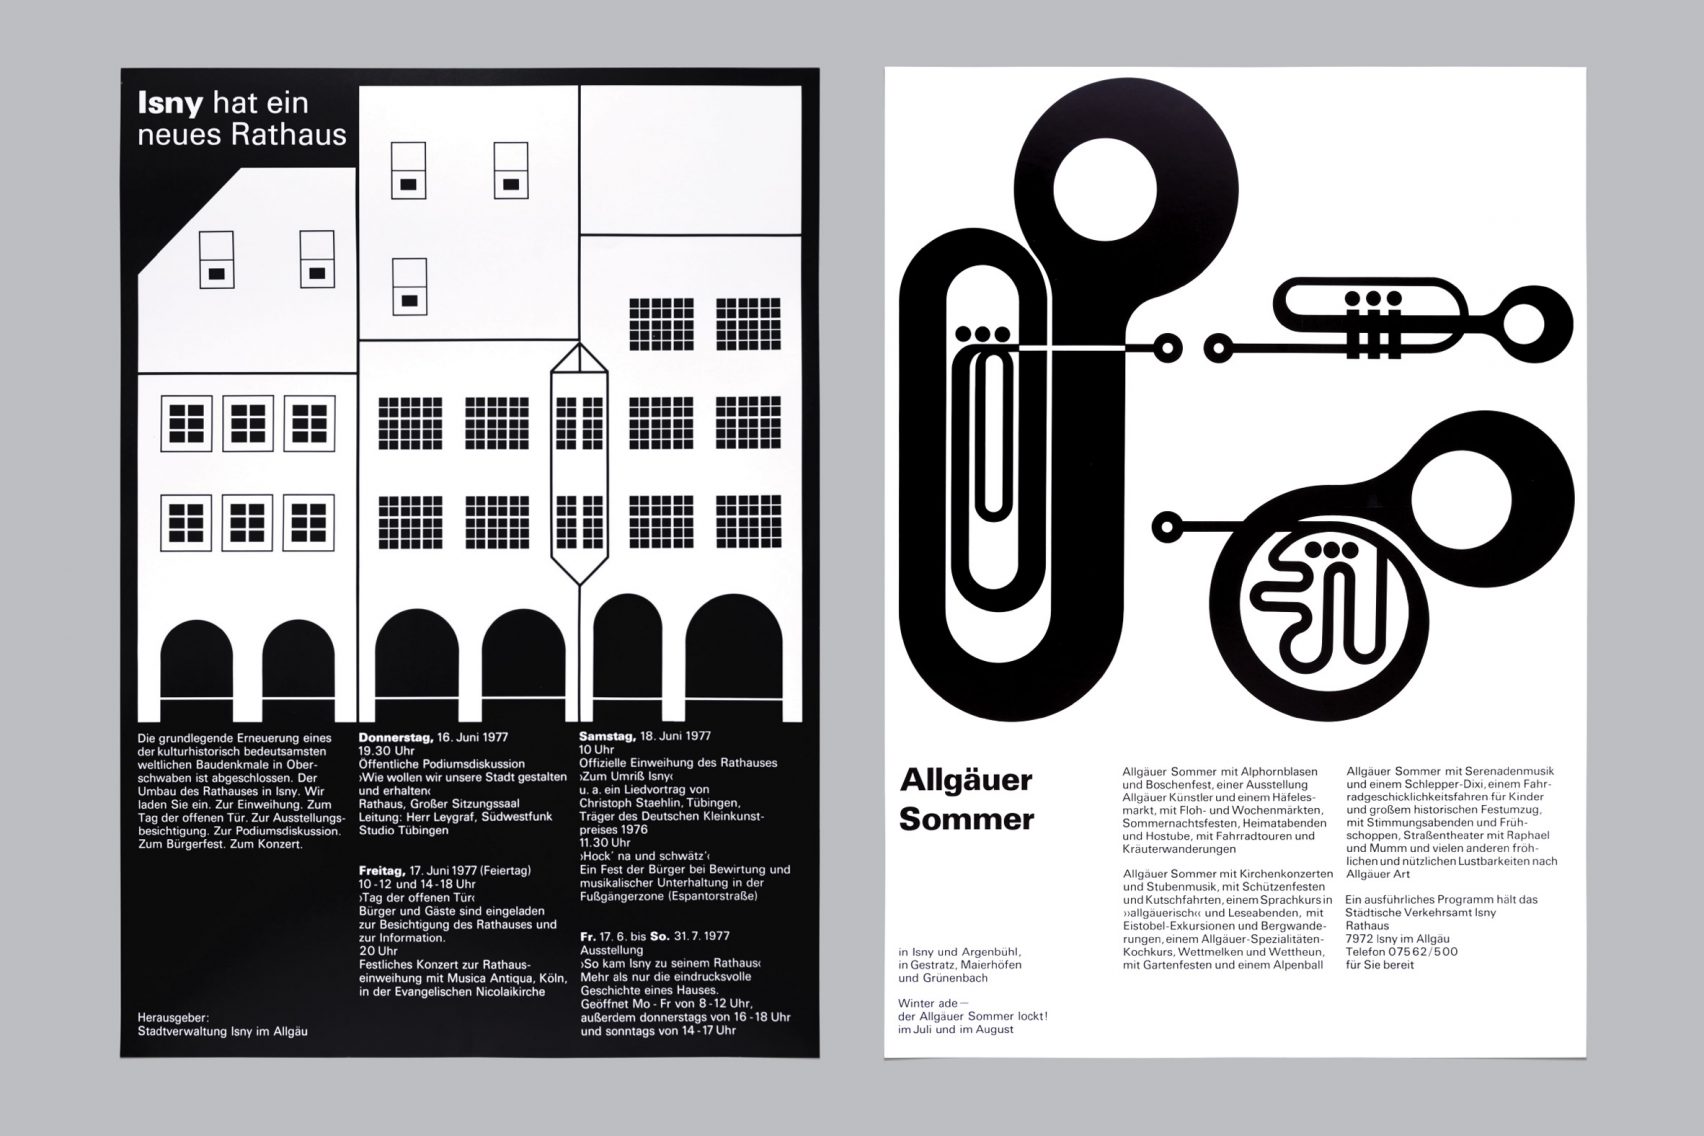 Isny hat ein
neues Rathaus
Die grundlegende Erneuerung eines
der kulturhistorisch bedeutsamsten
weltlichen Baudenkmale in Ober-
schwaben ist abgeschlossen. Der
Umbau des Rathauses in Isny. Wir
laden Sie ein. Zur Einweihung. Zum
Tag der offenen Tür. Zur Ausstellungs-
besichtigung. Zur Podiumsdiskussion.
Zum Bürgerfest. Zum Konzert.
Herausgeber:
Stadtverwaltung Isny im Allgäu
Donnerstag, 16. Juni 1977
19.30 Uhr
Öffentliche Podiumsdiskussion
›Wie wollen wir unsere Stadt gestalten
und erhalten‹
Rathaus, Großer Sitzungssaal
Leitung: Herr Leygraf, Südwestfunk
Studio Tübingen
Freitag, 17. Juni 1977 (Feiertag)
10-12 und 14-18 Uhr
›Tag der offenen Tür‹
Bürger und Gäste sind eingeladen
zur Besichtigung des Rathauses und
zur Information.
20 Uhr
Festliches Konzert zur Rathaus-
einweihung mit Musica Antiqua, Köln,
in der Evangelischen Nicolaikirche
Samstag, 18. Juni 1977
10 Uhr
Offizielle Einweihung des Rathauses
›Zum Umriß Isny‹
u. a. ein Liedvortrag von
Christoph Staehlin, Tübingen,
Träger des Deutschen Kleinkunst-
preises 1976
11.30 Uhr
›Hock' na und schwätz'‹
Ein Fest der Bürger bei Bewirtung und
musikalischer Unterhaltung in der
Fußgängerzone (Espantorstraße)
Fr. 17. 6. bis So. 31. 7. 1977
Ausstellung
›So kam Isny zu seinem Rathaus‹
Mehr als nur die eindrucksvolle
Geschichte eines Hauses.
Geöffnet Mo - Fr von 8-12 Uhr,
außerdem donnerstags von 16-18 Uhr
und sonntags von 14-17 Uhr
Allgäuer
Sommer
in Isny und Argenbühl,
in Gestratz, Maierhöfen
und Grünenbach
Winter ade –
der Allgäuer Sommer lockt!
im Juli und im August
Allgäuer Sommer mit Alphornblasen
und Boschenfest, einer Ausstellung
Allgäuer Künstler und einem Häfeles-
markt, mit Floh- und Wochenmärkten,
Sommernachtsfesten, Heimatabenden
und Hostube, mit Fahrradtouren und
Kräuterwanderungen
Allgäuer Sommer mit Kirchenkonzerten
und Stubenmusik, mit Schützenfesten
und Kutschfahrten, einem Sprachkurs in
››allgäuerisch‹‹ und Leseabenden, mit
Eistobel-Exkursionen und Bergwande-
rungen, einem Allgäuer-Spezialitäten-
Kochkurs, Wettmelken und Wettheun,
mit Gartenfesten und einem Alpenball
Allgäuer Sommer mit Serenadenmusik
und einem Schlepper-Dixi, einem Fahr-
radgeschicklichkeitsfahren für Kinder
und großem historischen Festumzug,
mit Stimmungsabenden und Früh-
schoppen, Straßentheater mit Raphael
und Mumm und vielen anderen fröh-
lichen und nützlichen Lustbarkeiten nach
Allgäuer Art
Ein ausführliches Programm hält das
Städtische Verkehrsamt Isny
Rathaus
7972 Isny im Allgäu
Telefon 07562/500
für Sie bereit